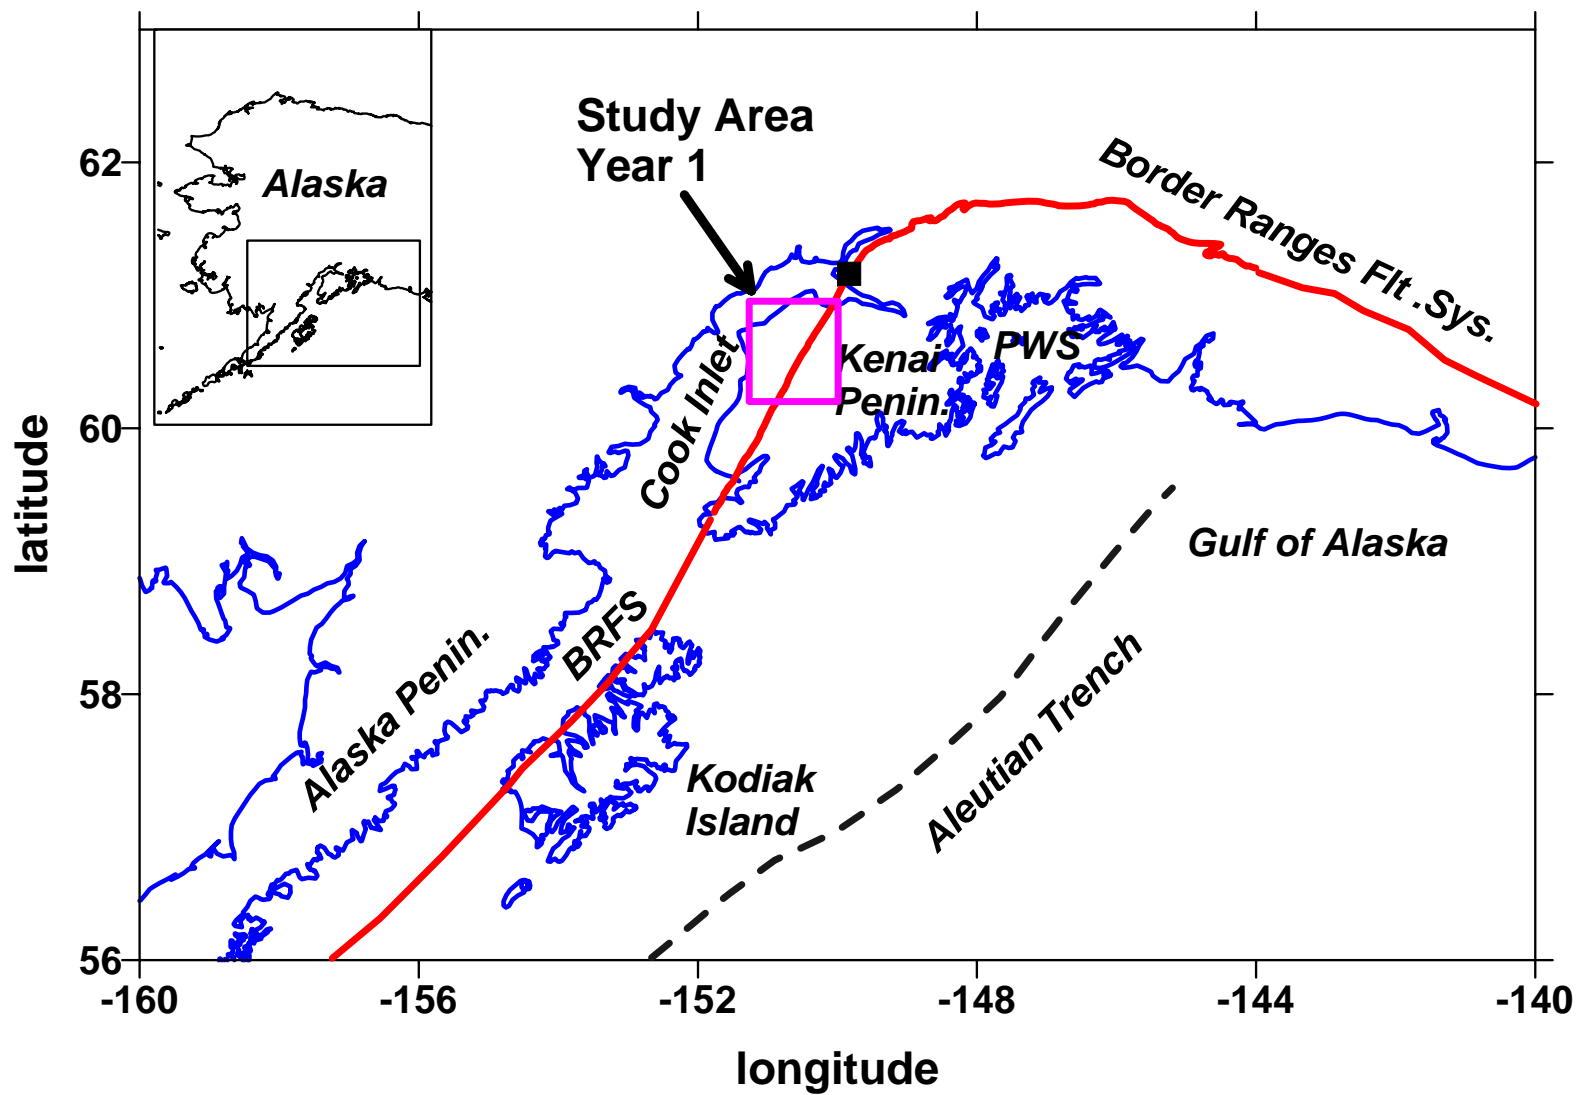 Study Area
Year 1
Alaska
Border Ranges Flt .Sys.
62
Kenai
Penin.
PWS
Cook Inlet
60
latitude
Gulf of Alaska
BRFS
Alaska Penin.
58
Kodiak
Island
Aleutian Trench
56
-160
-156
-152
-148
-144
-140
longitude